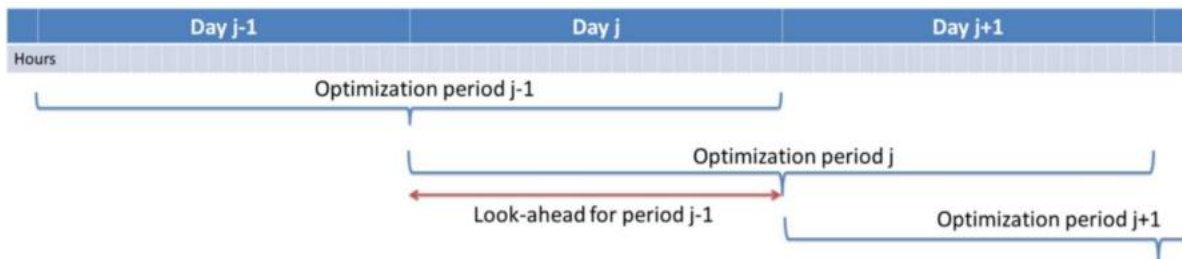 Day j-1 Day j Day j+1
Hours
Optimization period j-1
Optimization period j
Look-ahead for period j-1
Optimization period j+1